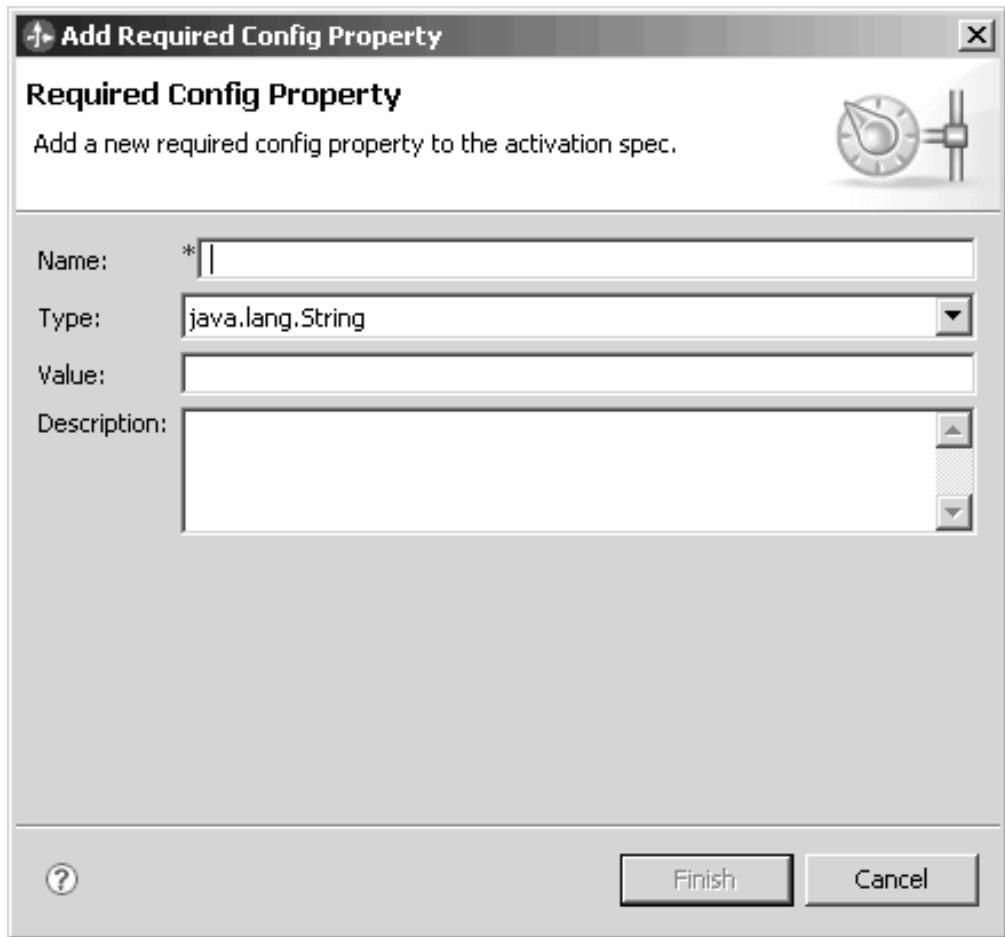 Add Required Config Property
Required Config Property
Add a new required config property to the activation spec.
Name: *
Type: java.lang.String
Value:
Description:
? Finish Cancel